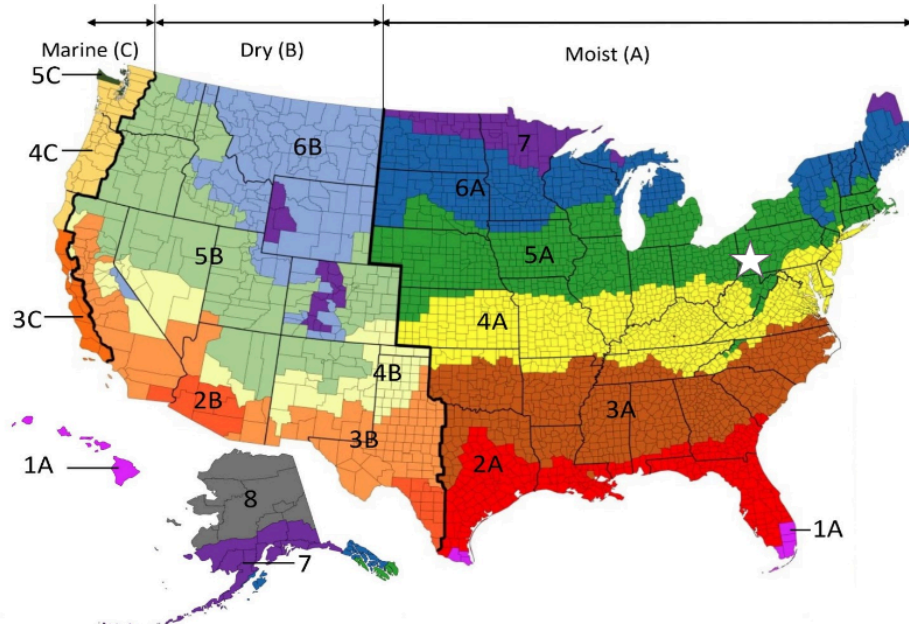 Marine (C)
Dry (B)
Moist (A)
5C
4C
6B
7
6A
5B
5A
3C
4A
4B
2B
3B
3A
2A
1A
8
1A
7